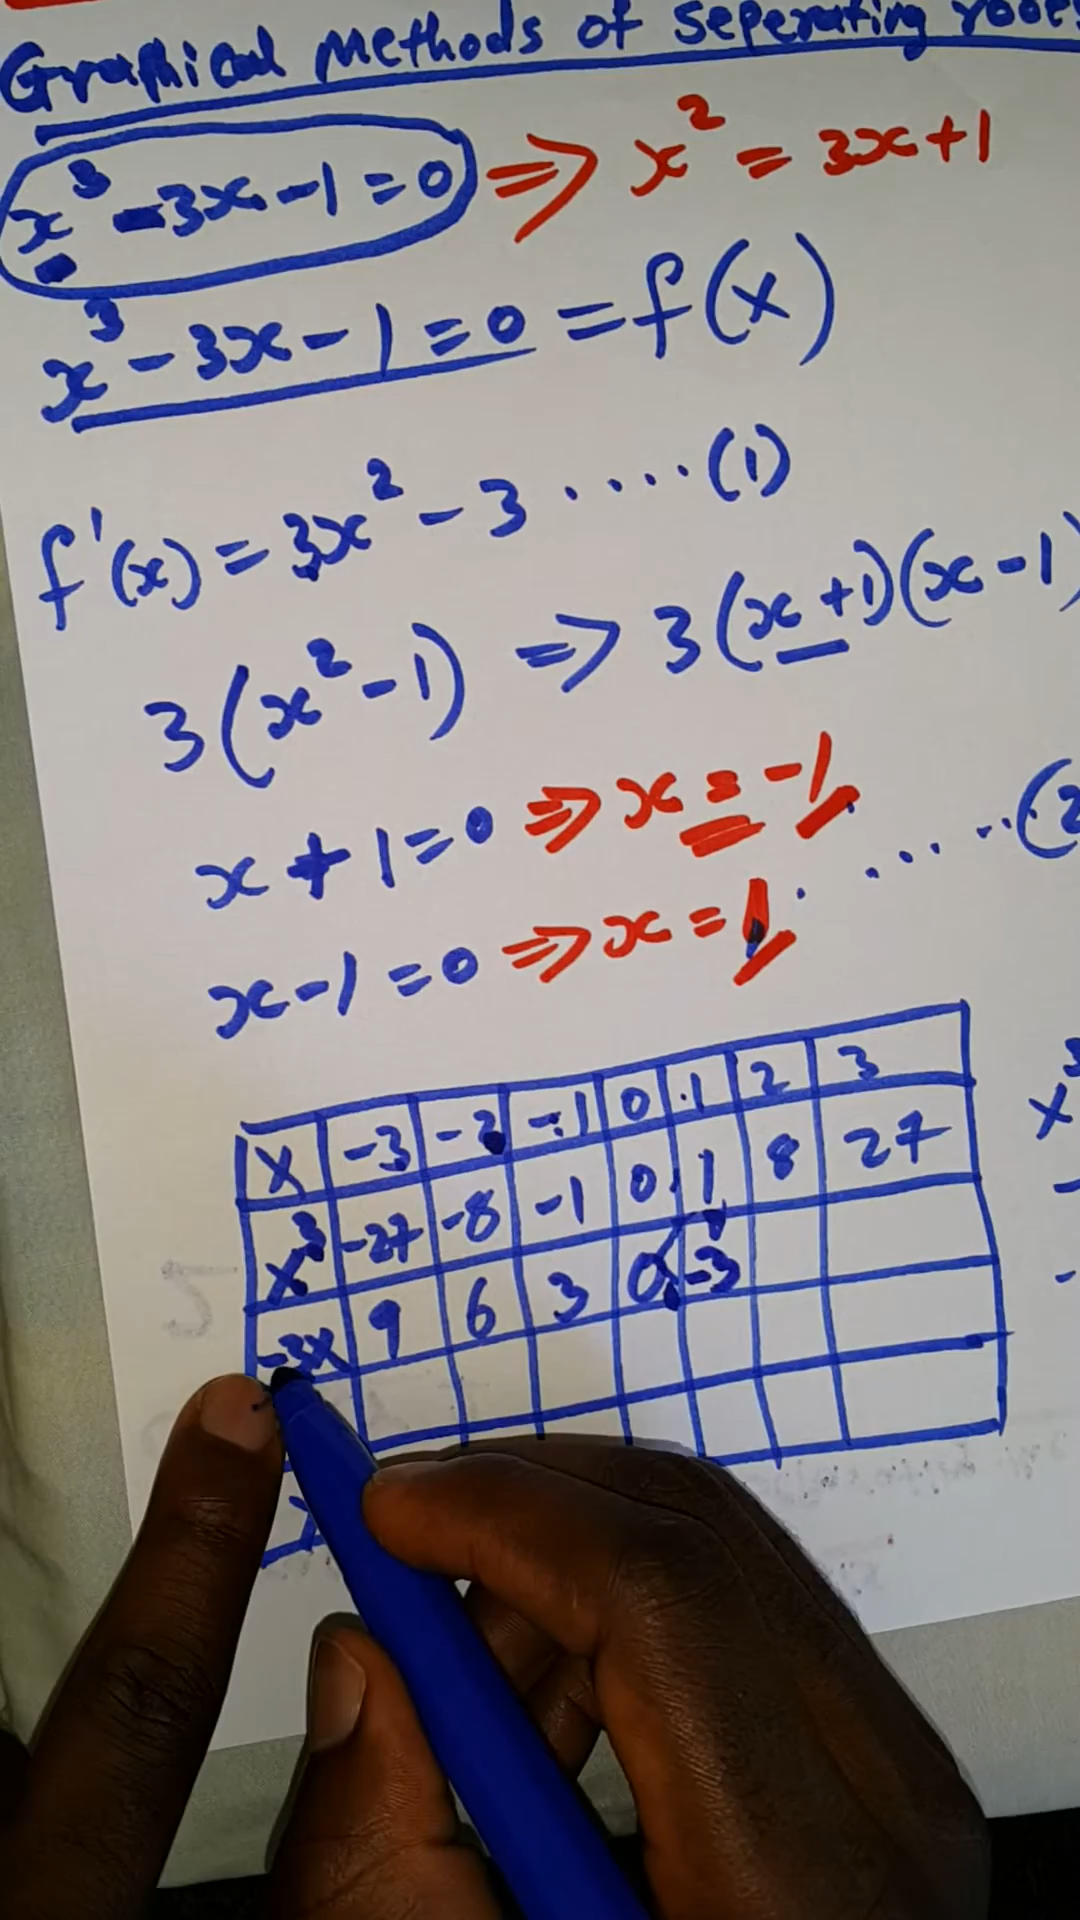 Graphical methods of seperating roots
x³ - 3x - 1 = 0 ⇒ x² = 3x + 1
x³ - 3x - 1 = 0 = f(x)
f'(x) = 3x² - 3 ..... (1)
3(x² - 1) ⇒ 3(x + 1)(x - 1)
x + 1 = 0 ⇒ x = -1
x - 1 = 0 ⇒ x = 1 ..... (2
X -3 -2 -1 0 1 2 3
X³ -27 -8 -1 0 1 8 27
-3x 9 6 3 0 -3
x³